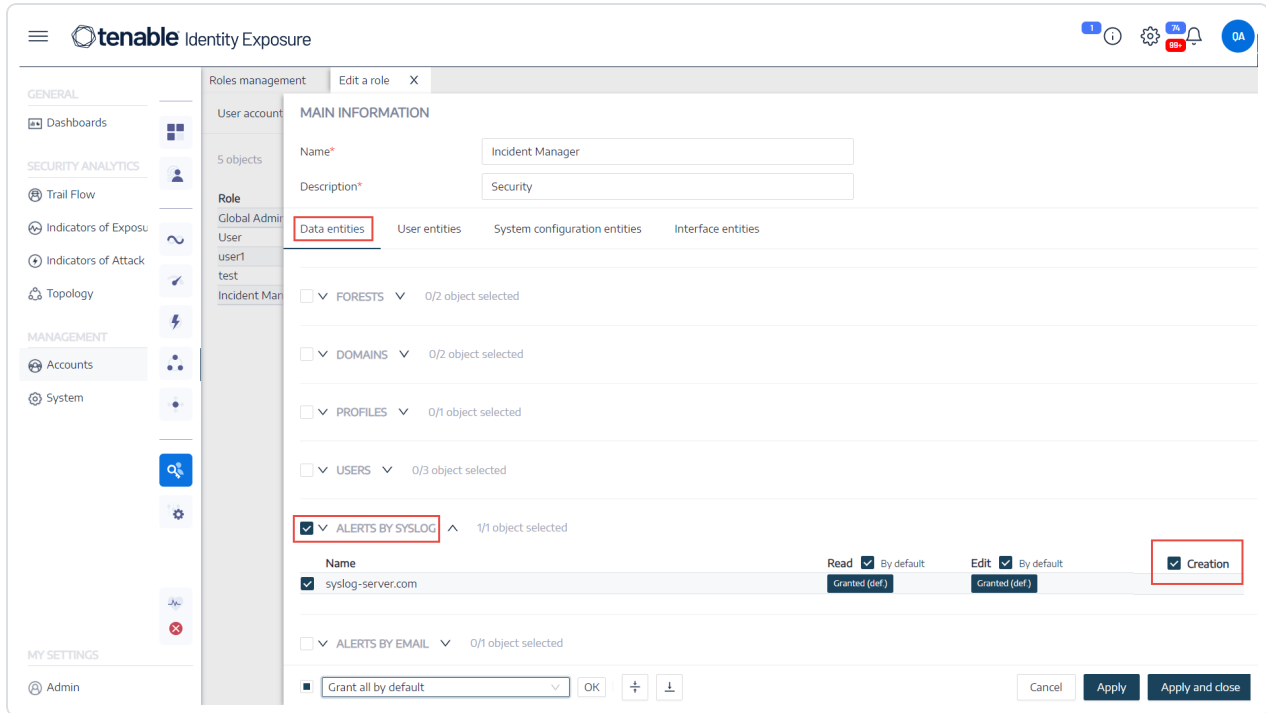 tenable Identity Exposure
1
74
99+
QA
GENERAL
Dashboards
SECURITY ANALYTICS
Trail Flow
Indicators of Exposu
Indicators of Attack
Topology
MANAGEMENT
Accounts
System
MY SETTINGS
Admin
Roles management
Edit a role X
User account
5 objects
Role
Global Admin
User
user1
test
Incident Man
MAIN INFORMATION
Name* Incident Manager
Description* Security
Data entities User entities System configuration entities Interface entities
FORESTS 0/2 object selected
DOMAINS 0/2 object selected
PROFILES 0/1 object selected
USERS 0/3 object selected
ALERTS BY SYSLOG 1/1 object selected
Name Read By default Edit By default Creation
syslog-server.com Granted (def.) Granted (def.)
ALERTS BY EMAIL 0/1 object selected
Grant all by default OK Cancel Apply Apply and close